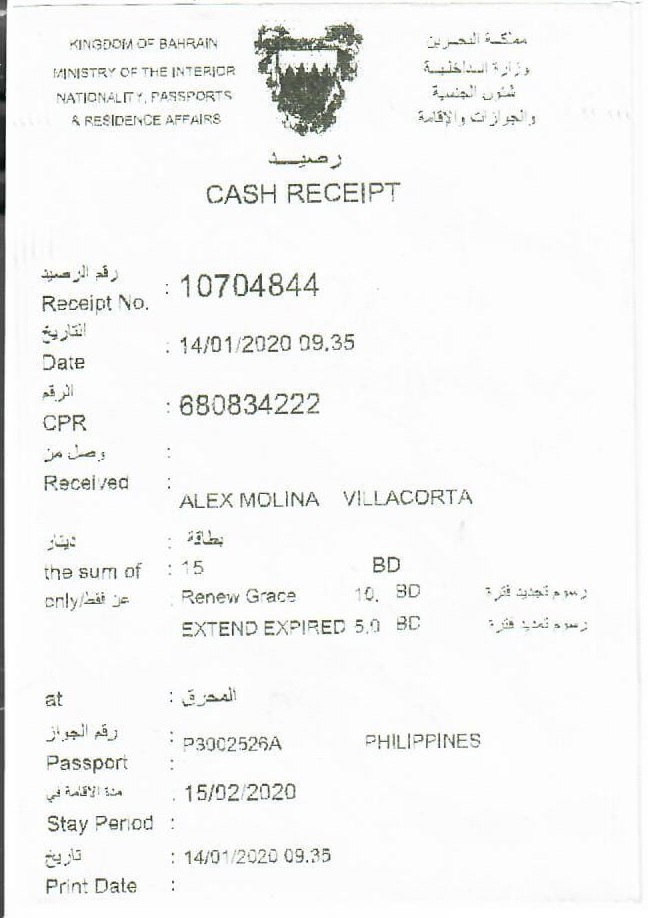 KINGDOM OF BAHRAIN
MINISTRY OF THE INTERIOR
NATIONALITY, PASSPORTS
& RESIDENCE AFFAIRS
مملكة البحرين
وزارة الداخلية
شئون الجنسية
والجوازات والإقامة
رصيد
CASH RECEIPT
رقم الرصيد
Receipt No. : 10704844
التاريخ
Date : 14/01/2020 09.35
الرقم
CPR : 680834222
وصل من :
Received :
ALEX MOLINA VILLACORTA
دينار : بطاقة
the sum of : 15 BD
only/عن فقط : Renew Grace 10. BD رسوم تجديد فترة
EXTEND EXPIRED 5.0 BD رسوم تمديد فترة
at : المحرق
رقم الجواز : P3002526A PHILIPPINES
Passport :
مدة الاقامة في : 15/02/2020
Stay Period :
تاريخ : 14/01/2020 09.35
Print Date :